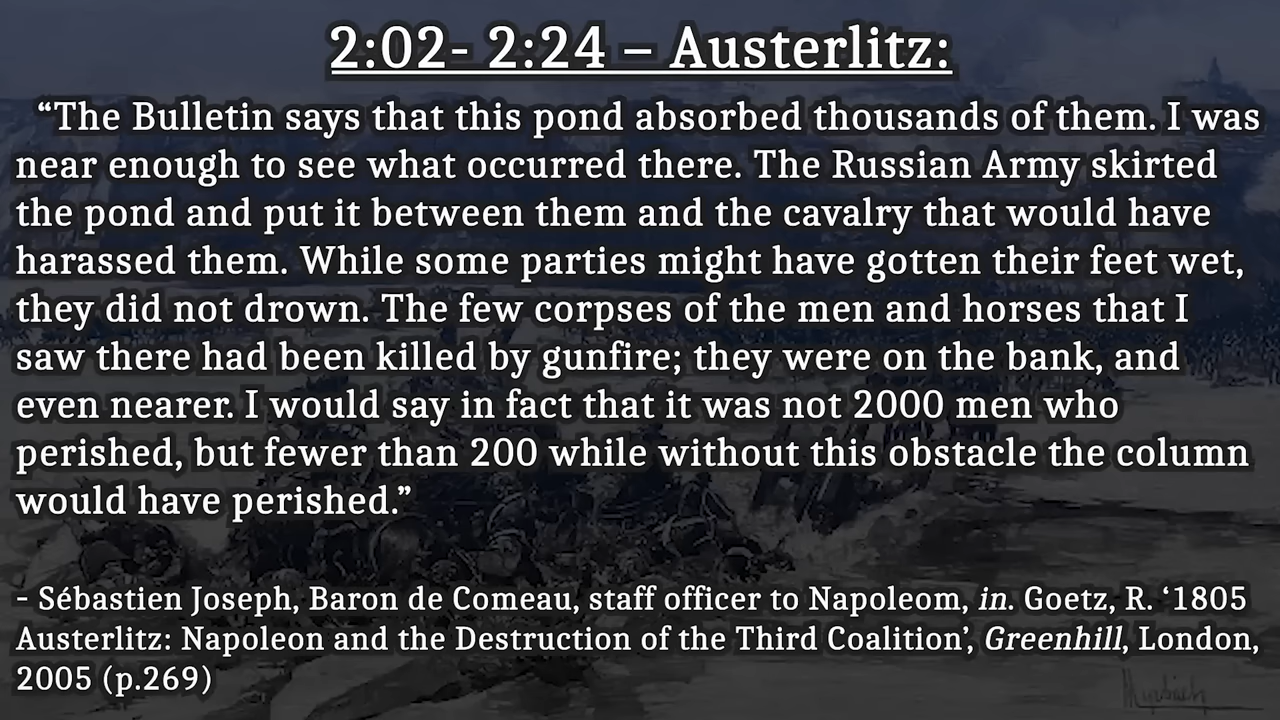 2:02- 2:24 – Austerlitz:
“The Bulletin says that this pond absorbed thousands of them. I was
near enough to see what occurred there. The Russian Army skirted
the pond and put it between them and the cavalry that would have
harassed them. While some parties might have gotten their feet wet,
they did not drown. The few corpses of the men and horses that I
saw there had been killed by gunfire; they were on the bank, and
even nearer. I would say in fact that it was not 2000 men who
perished, but fewer than 200 while without this obstacle the column
would have perished.”
- Sébastien Joseph, Baron de Comeau, staff officer to Napoleom, in. Goetz, R. ‘1805
Austerlitz: Napoleon and the Destruction of the Third Coalition’, Greenhill, London,
2005 (p.269)